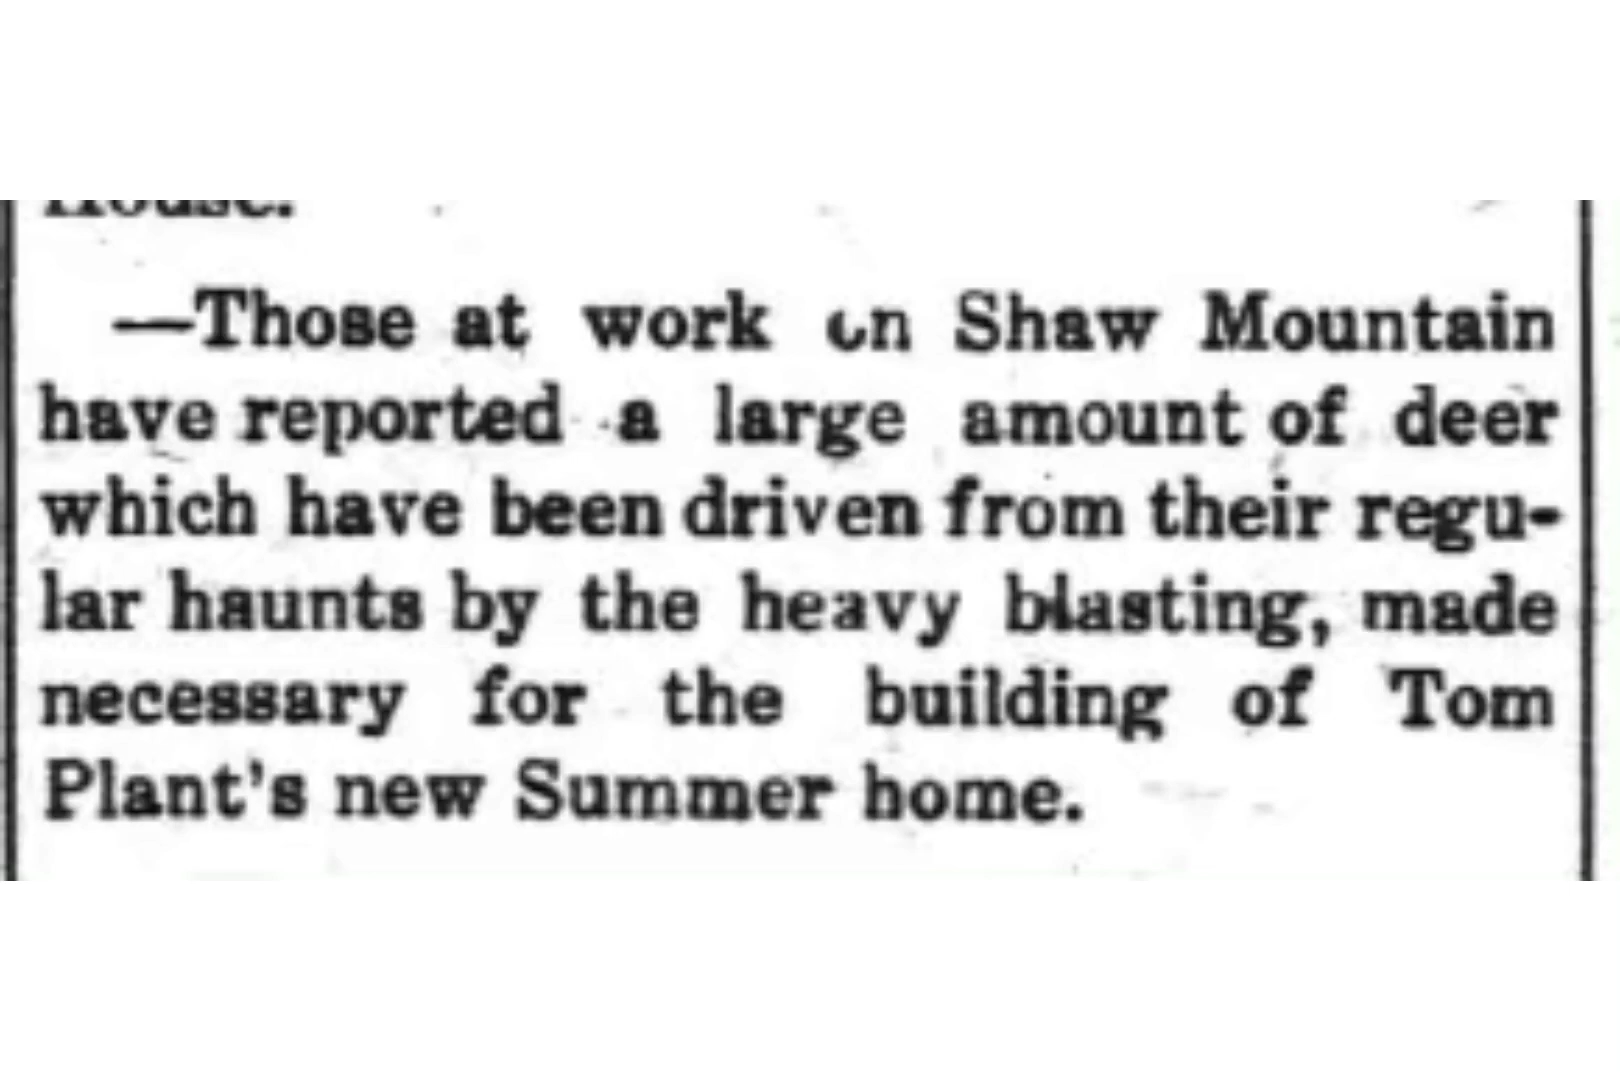 House.
—Those at work on Shaw Mountain
have reported a large amount of deer
which have been driven from their regu-
lar haunts by the heavy blasting, made
necessary for the building of Tom
Plant's new Summer home.